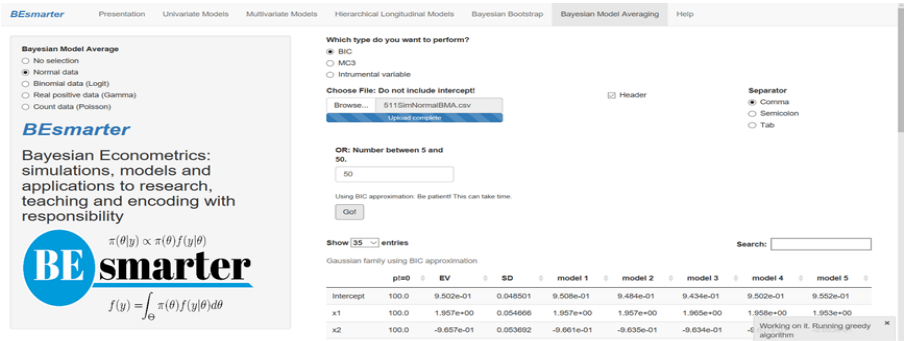 BEsmarter Presentation Univariate Models Multivariate Models Hierarchical Longitudinal Models Bayesian Bootstrap Bayesian Model Averaging Help
Bayesian Model Average
No selection
Normal data
Binomial data (Logit)
Real positive data (Gamma)
Count data (Poisson)
BEsmarter
Bayesian Econometrics:
simulations, models and
applications to research,
teaching and encoding with
responsibility
π(θ|y) ∝ π(θ)f(y|θ)
BE smarter
f(y) = ∫Θ π(θ)f(y|θ)dθ
Which type do you want to perform?
BIC
MC3
Intrumental variable
Choose File: Do not include intercept!
Browse... 511SimNormalBMA.csv
Upload complete
Header
Separator
Comma
Semicolon
Tab
OR: Number between 5 and
50.
50
Using BIC approximation: Be patient! This can take time.
Go!
Show 35 entries
Search:
Gaussian family using BIC approximation
p!=0 EV SD model 1 model 2 model 3 model 4 model 5
Intercept 100.0 9.502e-01 0.048501 9.508e-01 9.484e-01 9.434e-01 9.502e-01 9.552e-01
x1 100.0 1.957e+00 0.054666 1.957e+00 1.957e+00 1.965e+00 1.958e+00 1.953e+00
x2 100.0 -9.657e-01 0.053692 -9.661e-01 -9.635e-01 -9.634e-01
Working on it. Running greedy
algorithm
×